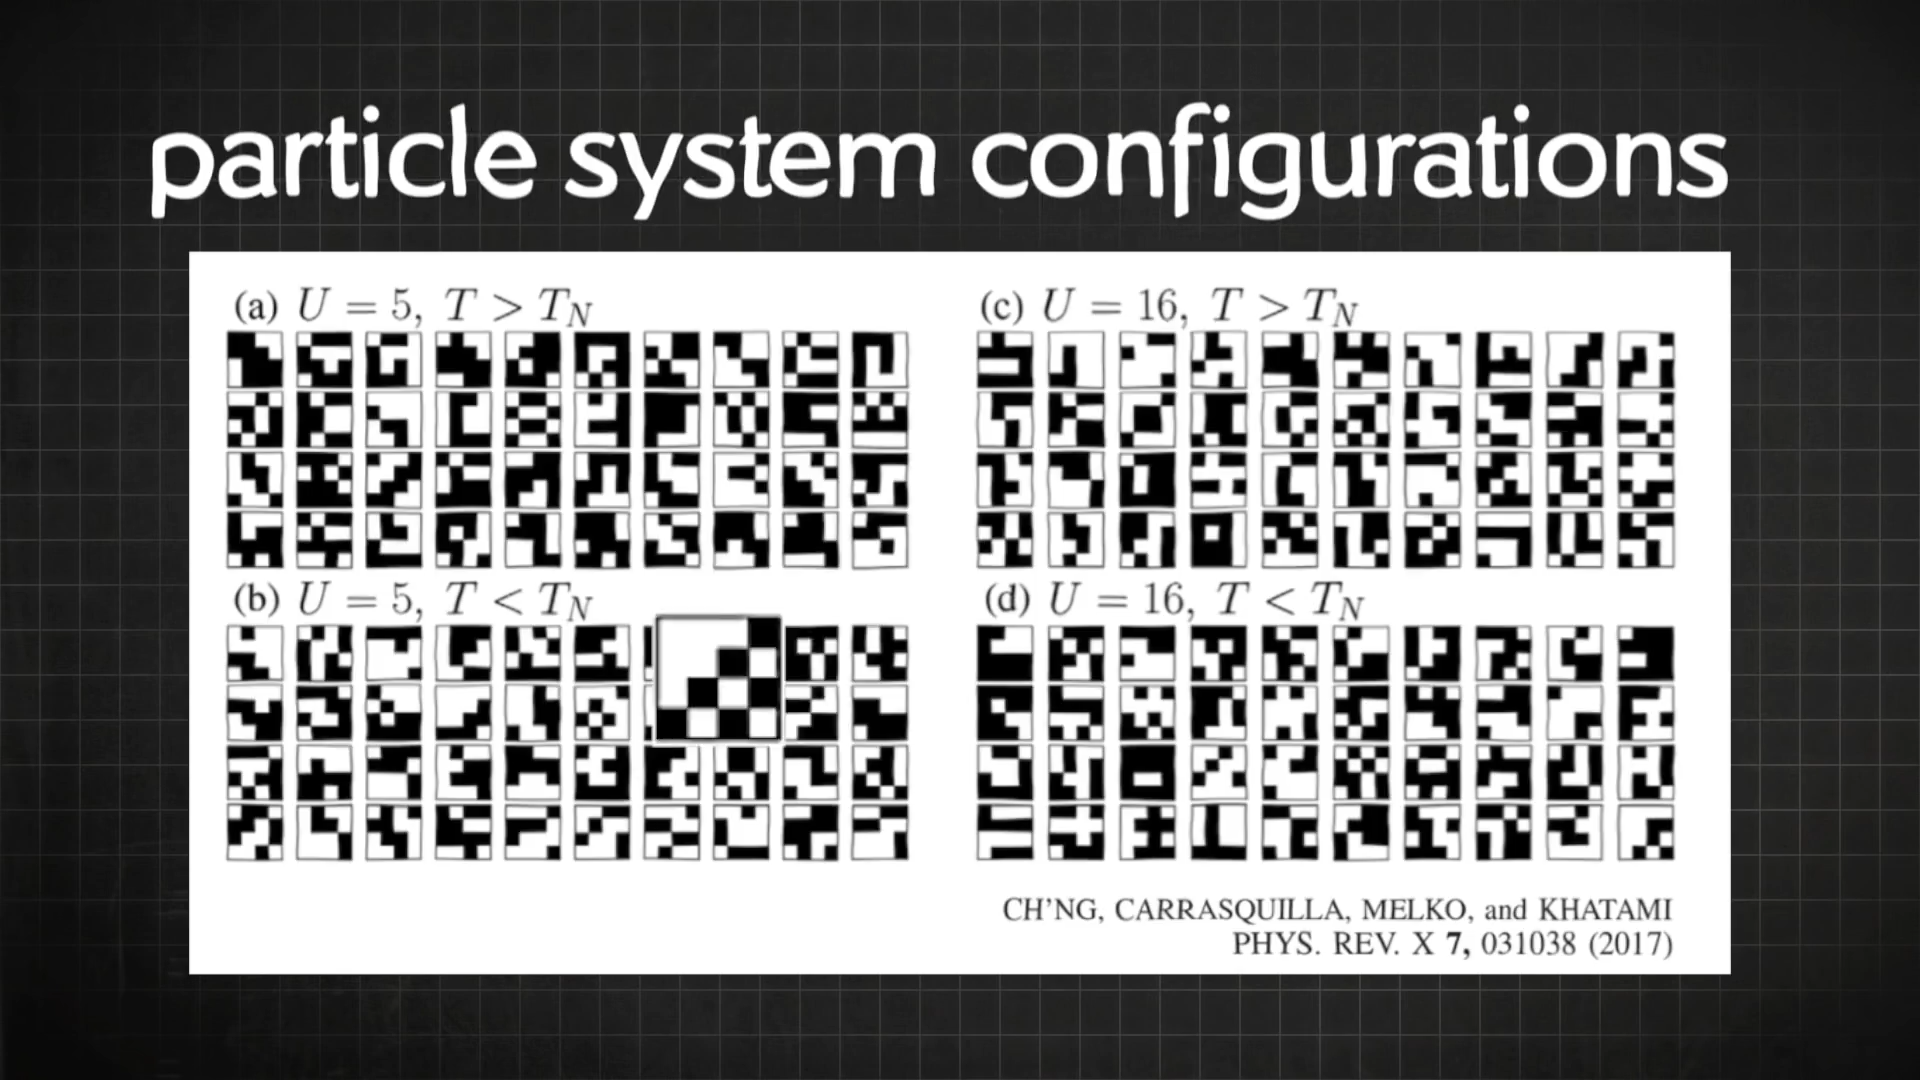 particle system configurations
(a) U = 5, T > T_N
(c) U = 16, T > T_N
(b) U = 5, T < T_N
(d) U = 16, T < T_N
CH'NG, CARRASQUILLA, MELKO, and KHATAMI
PHYS. REV. X 7, 031038 (2017)